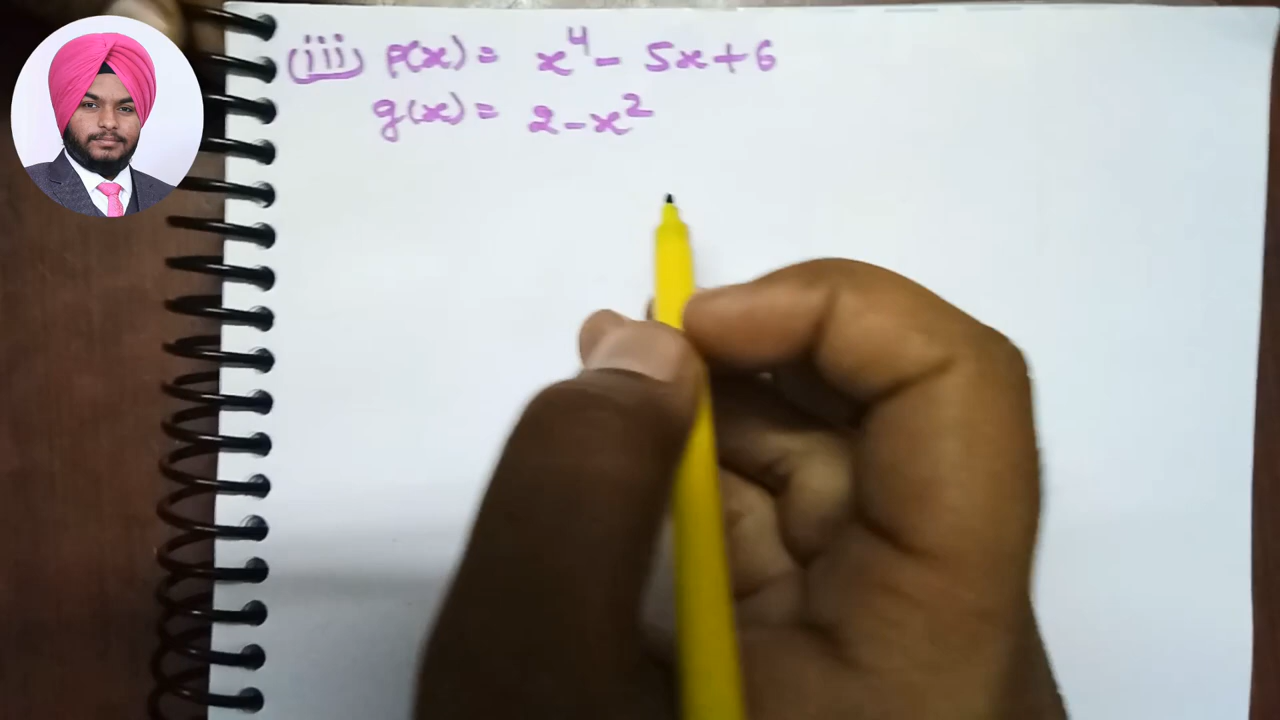 (iii) p(x) = x⁴ - 5x + 6
g(x) = 2 - x²